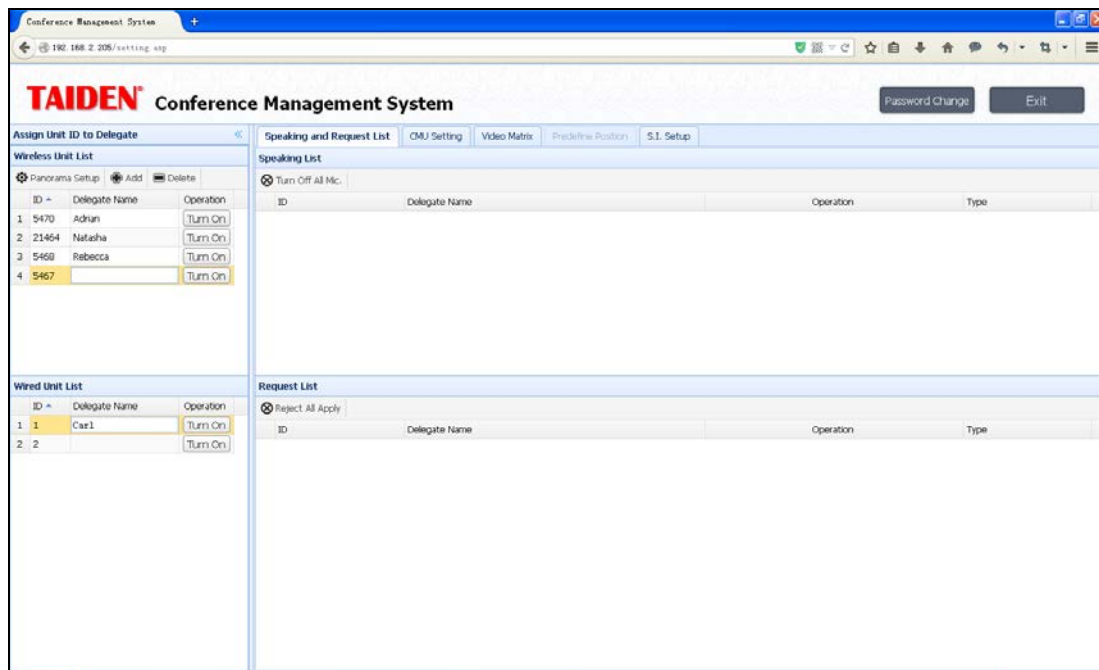 Conference Management System
192.168.2.205/setting.asp
TAIDEN Conference Management System
Password Change
Exit
Assign Unit ID to Delegate
Wireless Unit List
Panorama Setup Add Delete
ID Delegate Name Operation
1 5470 Adrian Turn On
2 21464 Natasha Turn On
3 5468 Rebecca Turn On
4 5467 Turn On
Wired Unit List
ID Delegate Name Operation
1 1 Carl Turn On
2 2 Turn On
Speaking and Request List CMU Setting Video Matrix Predefine Position S.I. Setup
Speaking List
Turn Off All Mic.
ID Delegate Name Operation Type
Request List
Reject All Apply
ID Delegate Name Operation Type